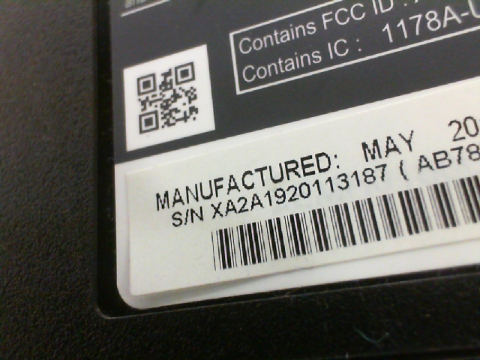 Contains FCC ID :
Contains IC : 1178A-
MANUFACTURED: MAY 20
S/N XA2A1920113187 ( AB78